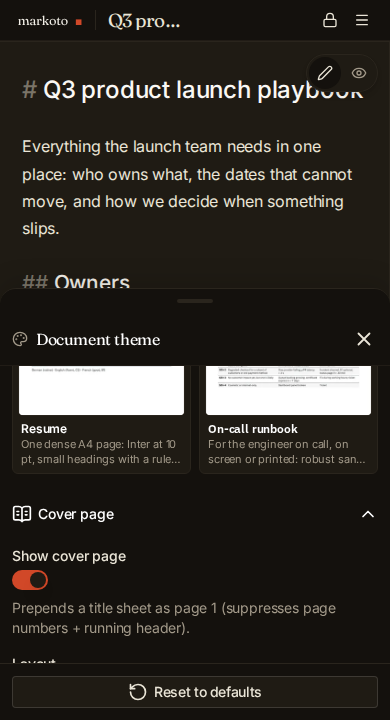 markoto
Q3 pro...
# Q3 product launch playbook
Everything the launch team needs in one
place: who owns what, the dates that cannot
move, and how we decide when something
slips.
## Owners
Document theme
Resume
One dense A4 page: Inter at 10
pt, small headings with a rule...
On-call runbook
For the engineer on call, on
screen or printed: robust san...
Cover page
Show cover page
Prepends a title sheet as page 1 (suppresses page
numbers + running header).
Layout
Reset to defaults